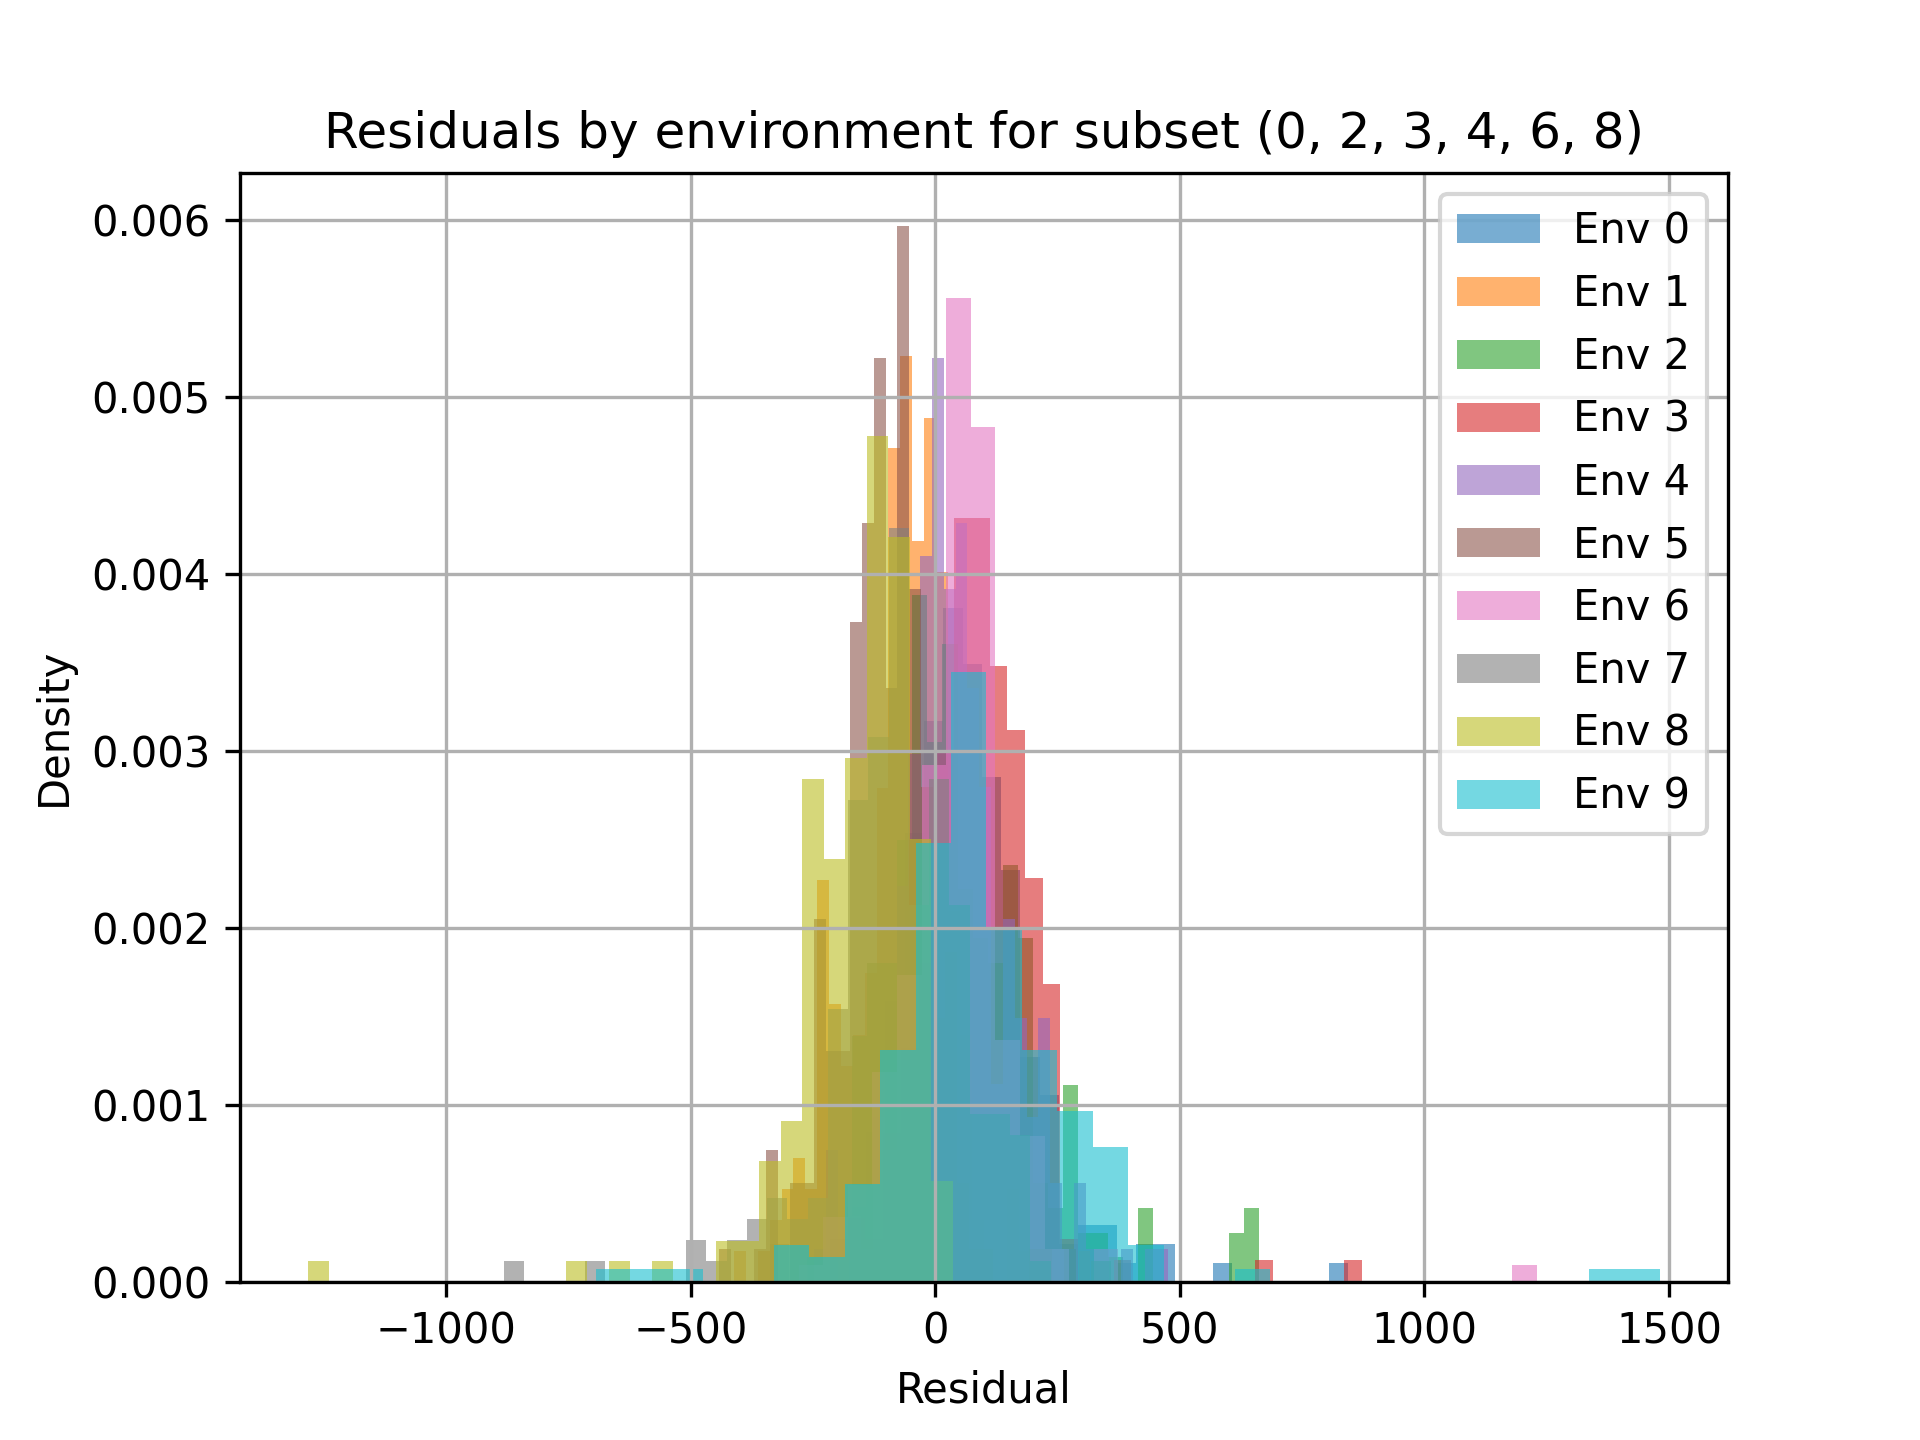 Residuals by environment for subset (0, 2, 3, 4, 6, 8)
0.006
0.005
0.004
0.003
0.002
0.001
0.000
Density
Env 0
Env 1
Env 2
Env 3
Env 4
Env 5
Env 6
Env 7
Env 8
Env 9
−1000 −500 0 500 1000 1500
Residual